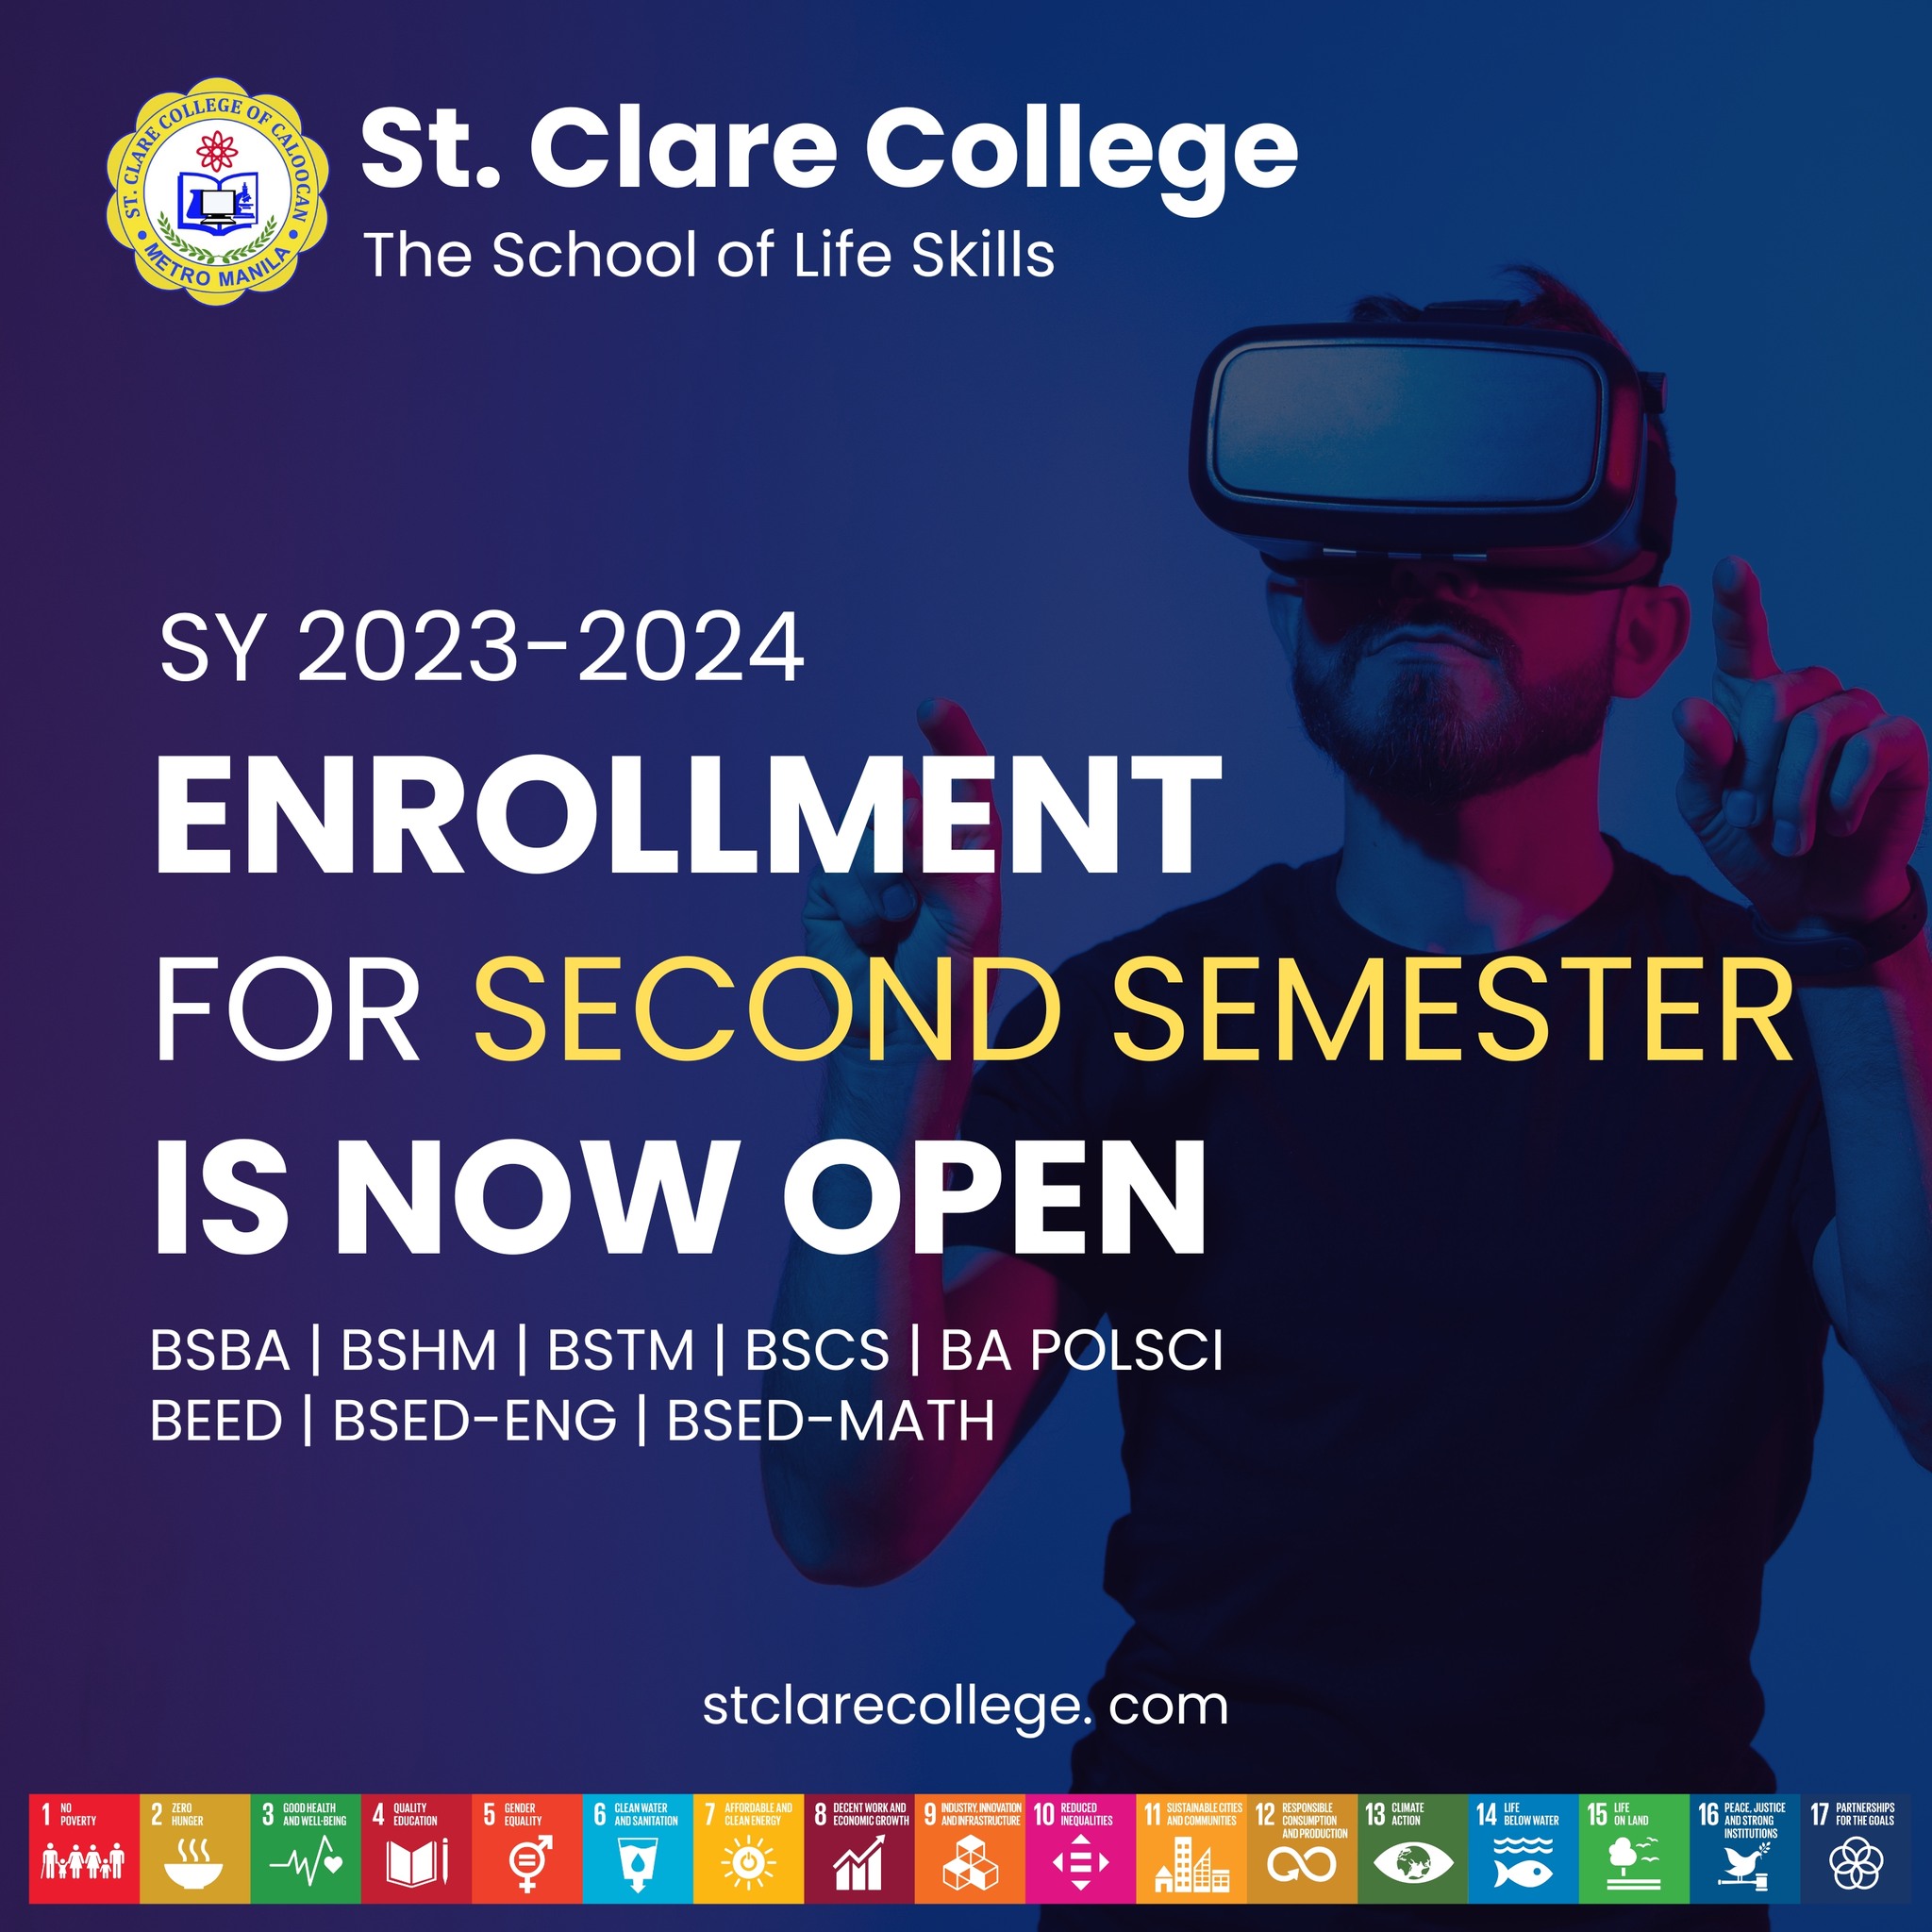 ST. CLARE COLLEGE OF CALOOCAN
METRO MANILA
St. Clare College
The School of Life Skills
SY 2023-2024
ENROLLMENT
FOR SECOND SEMESTER
IS NOW OPEN
BSBA | BSHM | BSTM | BSCS | BA POLSCI
BEED | BSED-ENG | BSED-MATH
stclarecollege. com
1 NO
POVERTY
2 ZERO
HUNGER
3 GOOD HEALTH
AND WELL-BEING
4 QUALITY
EDUCATION
5 GENDER
EQUALITY
6 CLEAN WATER
AND SANITATION
7 AFFORDABLE AND
CLEAN ENERGY
8 DECENT WORK AND
ECONOMIC GROWTH
9 INDUSTRY, INNOVATION
AND INFRASTRUCTURE
10 REDUCED
INEQUALITIES
11 SUSTAINABLE CITIES
AND COMMUNITIES
12 RESPONSIBLE
CONSUMPTION
AND PRODUCTION
13 CLIMATE
ACTION
14 LIFE
BELOW WATER
15 LIFE
ON LAND
16 PEACE, JUSTICE
AND STRONG
INSTITUTIONS
17 PARTNERSHIPS
FOR THE GOALS